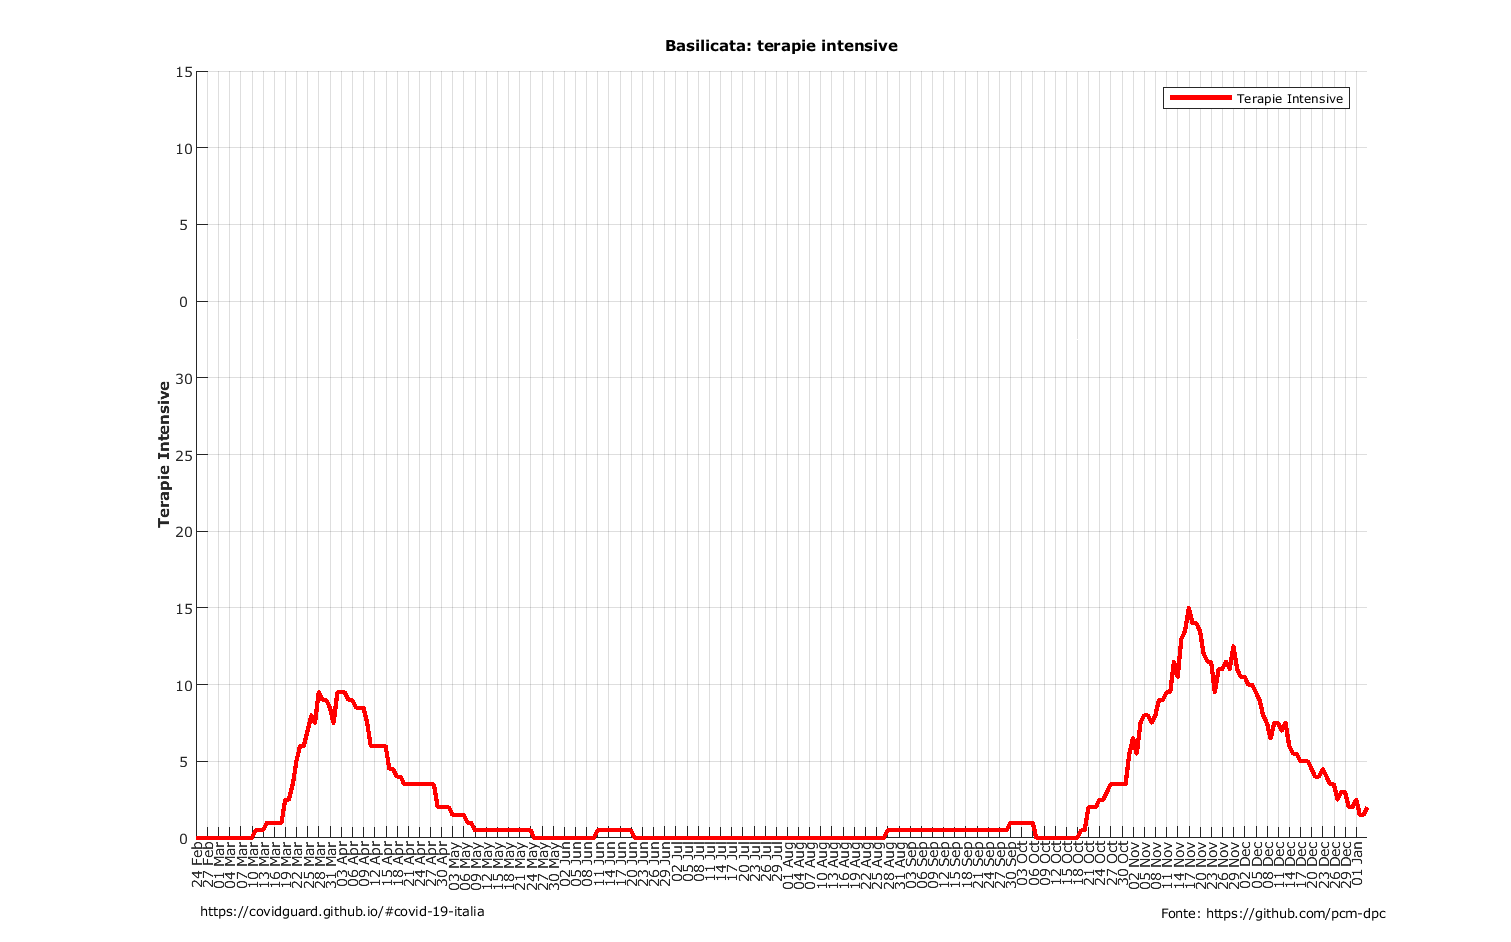 Basilicata: terapie intensive
Terapie Intensive
15
10
5
0
30
25
20
15
10
5
0
Terapie Intensive
24 Feb
27 Feb
01 Mar
04 Mar
07 Mar
10 Mar
13 Mar
16 Mar
19 Mar
22 Mar
25 Mar
28 Mar
31 Mar
03 Apr
06 Apr
09 Apr
12 Apr
15 Apr
18 Apr
21 Apr
24 Apr
27 Apr
30 Apr
03 May
06 May
09 May
12 May
15 May
18 May
21 May
24 May
27 May
30 May
02 Jun
05 Jun
08 Jun
11 Jun
14 Jun
17 Jun
20 Jun
23 Jun
26 Jun
29 Jun
02 Jul
05 Jul
08 Jul
11 Jul
14 Jul
17 Jul
20 Jul
23 Jul
26 Jul
29 Jul
01 Aug
04 Aug
07 Aug
10 Aug
13 Aug
16 Aug
19 Aug
22 Aug
25 Aug
28 Aug
31 Aug
03 Sep
06 Sep
09 Sep
12 Sep
15 Sep
18 Sep
21 Sep
24 Sep
27 Sep
30 Sep
03 Oct
06 Oct
09 Oct
12 Oct
15 Oct
18 Oct
21 Oct
24 Oct
27 Oct
30 Oct
02 Nov
05 Nov
08 Nov
11 Nov
14 Nov
17 Nov
20 Nov
23 Nov
26 Nov
29 Nov
02 Dec
05 Dec
08 Dec
11 Dec
14 Dec
17 Dec
20 Dec
23 Dec
26 Dec
29 Dec
01 Jan
https://covidguard.github.io/#covid-19-italia
Fonte: https://github.com/pcm-dpc